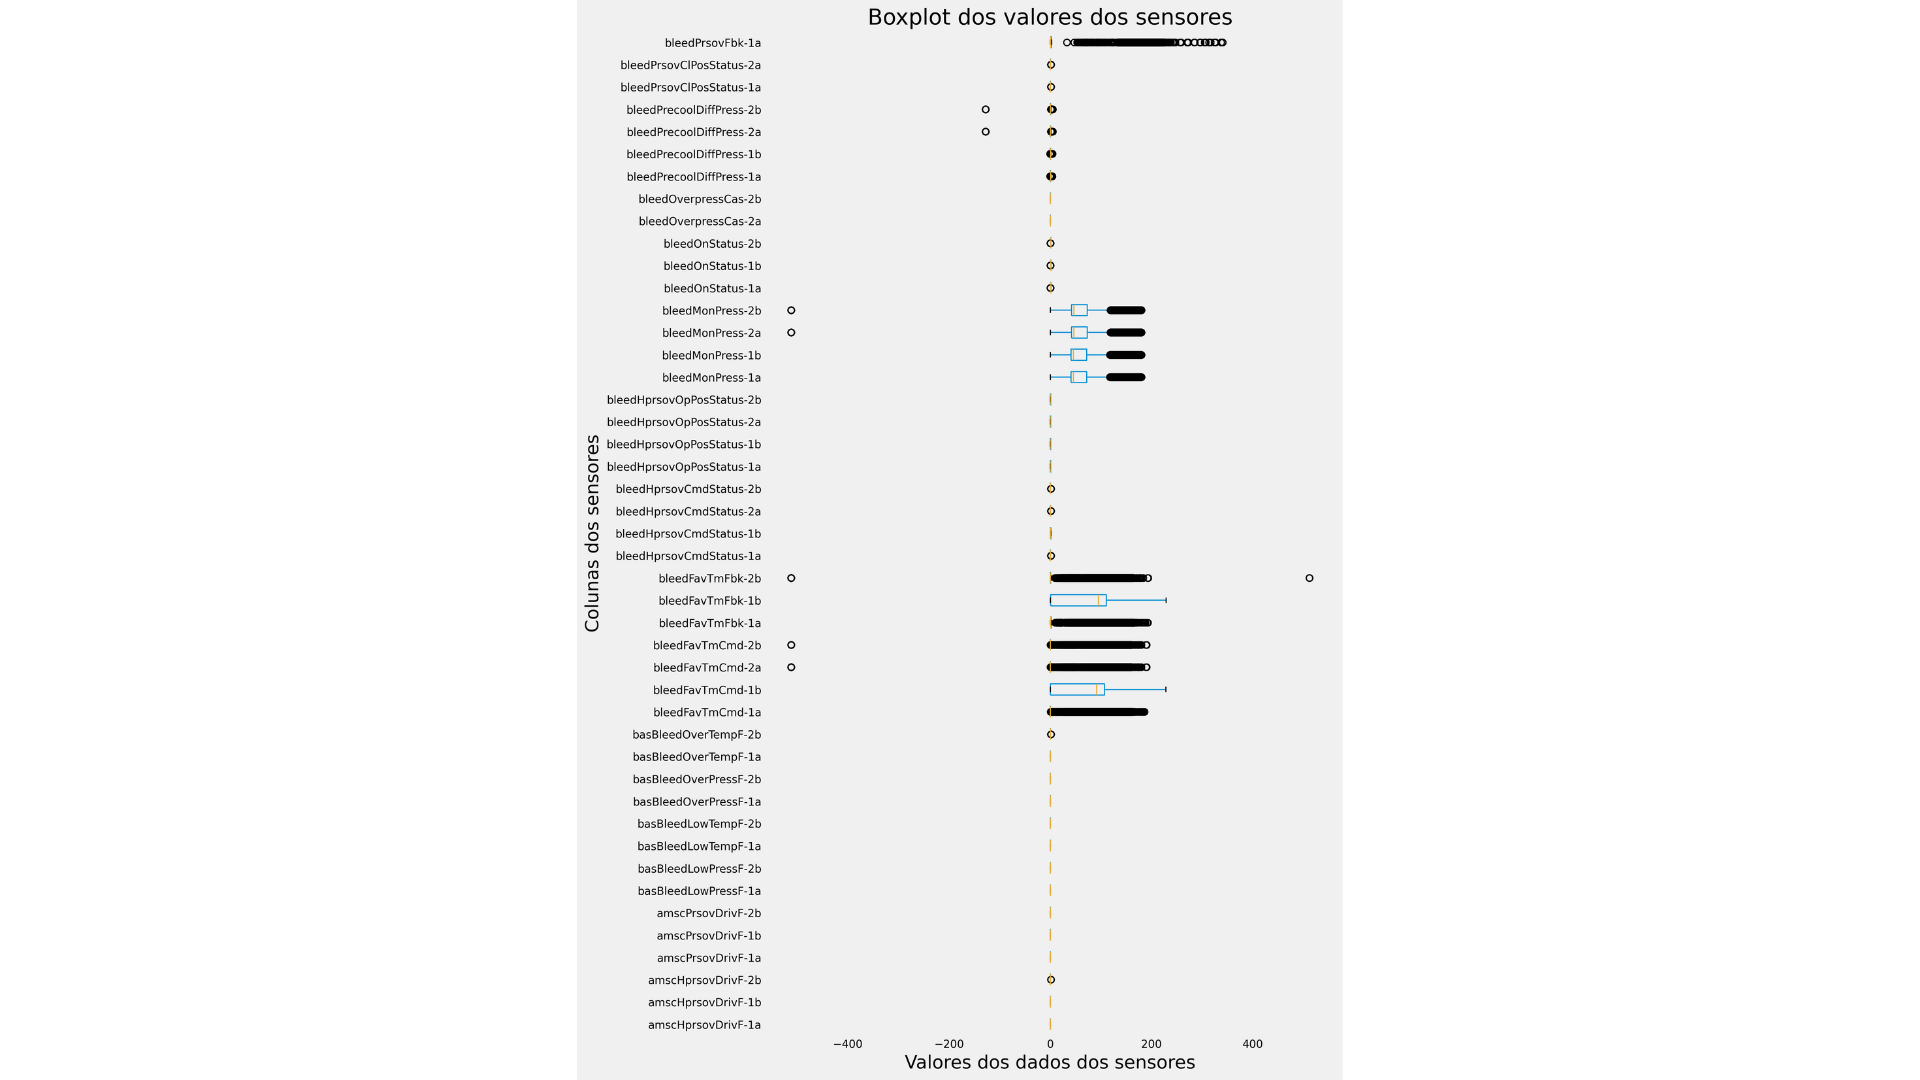 Boxplot dos valores dos sensores
bleedPrsovFbk-1a
bleedPrsovClPosStatus-2a
bleedPrsovClPosStatus-1a
bleedPrecoolDiffPress-2b
bleedPrecoolDiffPress-2a
bleedPrecoolDiffPress-1b
bleedPrecoolDiffPress-1a
bleedOverpressCas-2b
bleedOverpressCas-2a
bleedOnStatus-2b
bleedOnStatus-1b
bleedOnStatus-1a
bleedMonPress-2b
bleedMonPress-2a
bleedMonPress-1b
bleedMonPress-1a
bleedHprsovOpPosStatus-2b
bleedHprsovOpPosStatus-2a
bleedHprsovOpPosStatus-1b
bleedHprsovOpPosStatus-1a
bleedHprsovCmdStatus-2b
bleedHprsovCmdStatus-2a
bleedHprsovCmdStatus-1b
bleedHprsovCmdStatus-1a
bleedFavTmFbk-2b
bleedFavTmFbk-1b
bleedFavTmFbk-1a
bleedFavTmCmd-2b
bleedFavTmCmd-2a
bleedFavTmCmd-1b
bleedFavTmCmd-1a
basBleedOverTempF-2b
basBleedOverTempF-1a
basBleedOverPressF-2b
basBleedOverPressF-1a
basBleedLowTempF-2b
basBleedLowTempF-1a
basBleedLowPressF-2b
basBleedLowPressF-1a
amscPrsovDrivF-2b
amscPrsovDrivF-1b
amscPrsovDrivF-1a
amscHprsovDrivF-2b
amscHprsovDrivF-1b
amscHprsovDrivF-1a
Colunas dos sensores
−400 −200 0 200 400
Valores dos dados dos sensores